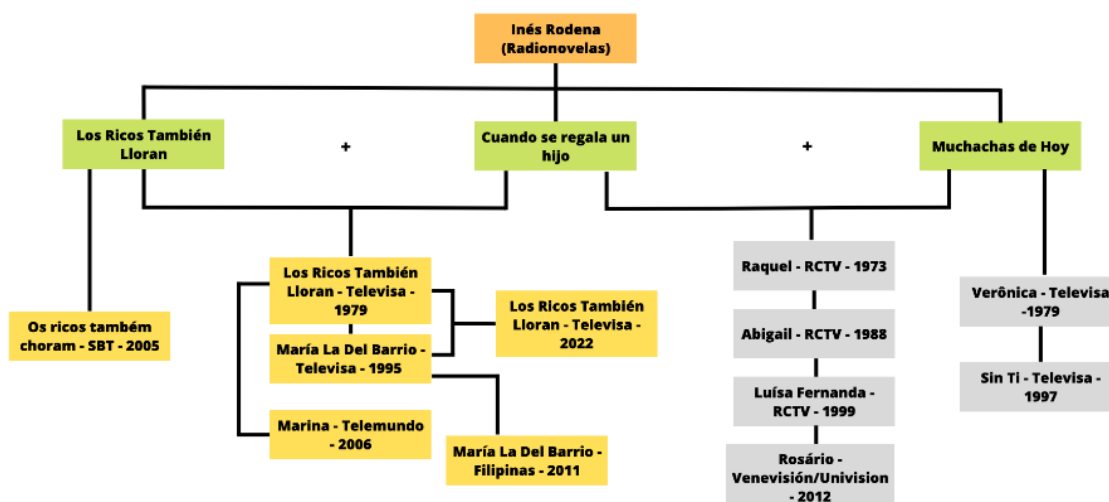 Inés Rodena
(Radionovelas)
Los Ricos También
Lloran
+
Cuando se regala un
hijo
+
Muchachas de Hoy
Os ricos também
choram - SBT - 2005
Los Ricos También
Lloran - Televisa -
1979
María La Del Barrio -
Televisa - 1995
Marina - Telemundo
- 2006
Los Ricos También
Lloran - Televisa -
2022
María La Del Barrio -
Filipinas - 2011
Raquel - RCTV - 1973
Abigail - RCTV - 1988
Luísa Fernanda -
RCTV - 1999
Rosário -
Venevisión/Univision
- 2012
Verônica - Televisa
-1979
Sin Ti - Televisa -
1997